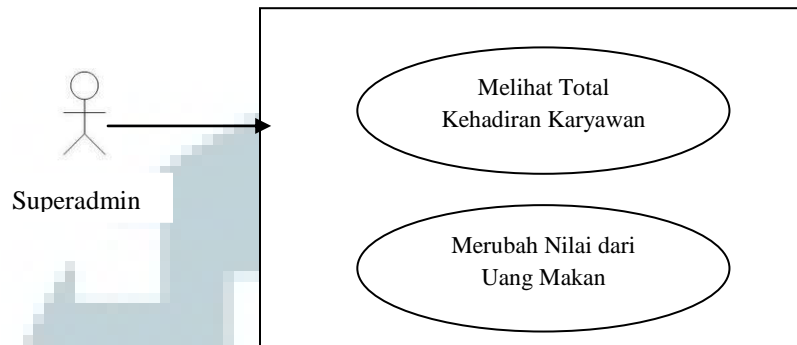 Melihat Total
Kehadiran Karyawan
Superadmin
Merubah Nilai dari
Uang Makan